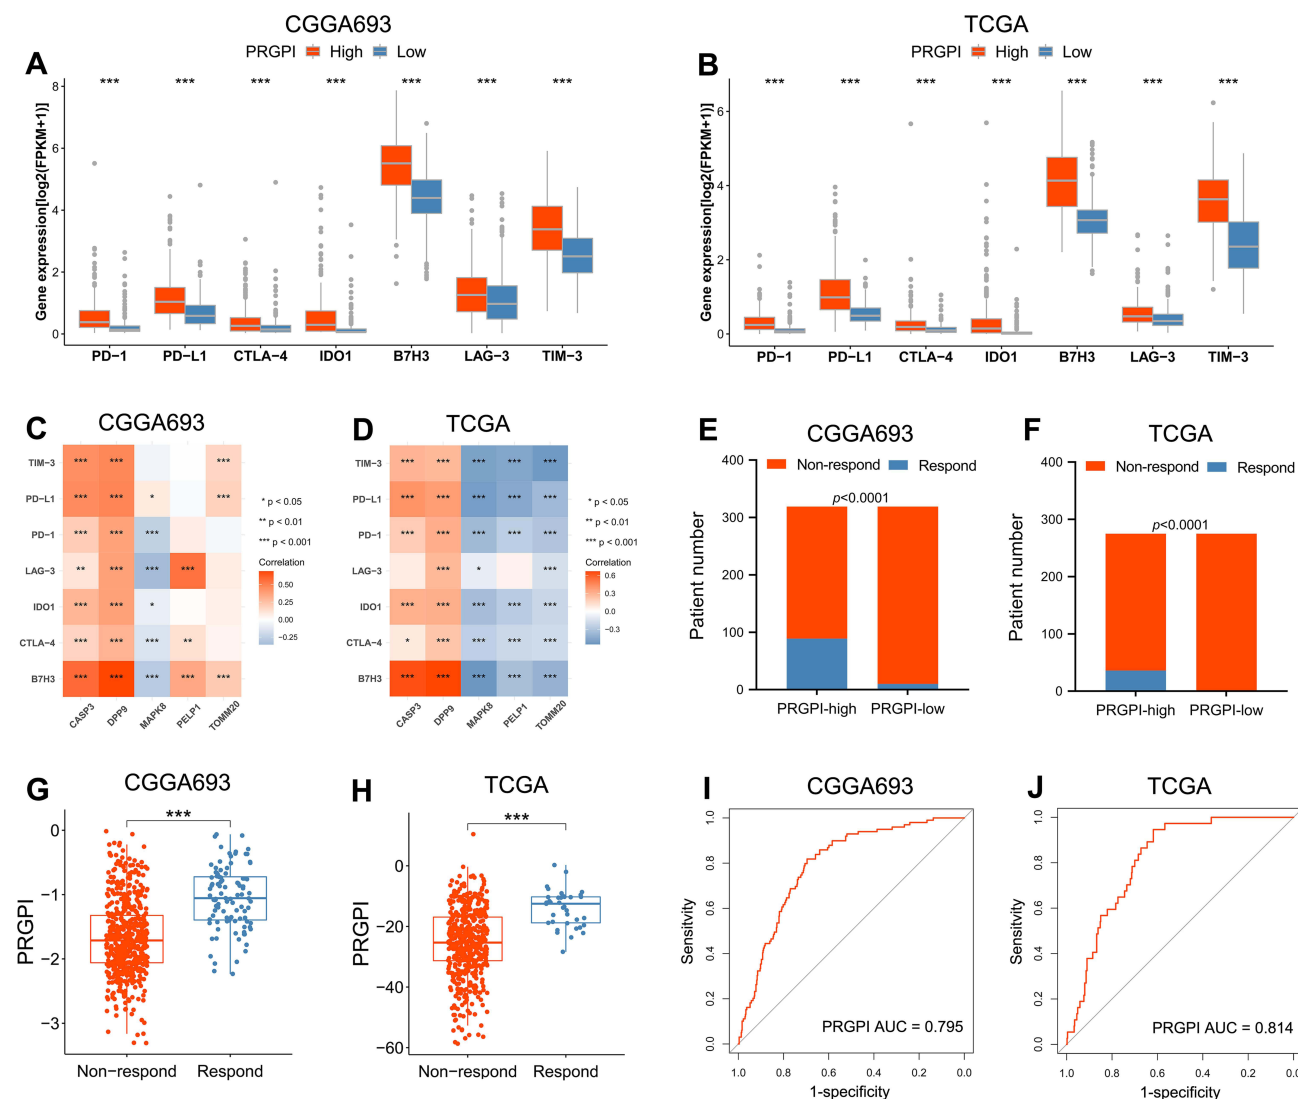 CGGA693
PRGPI High Low
A
Gene expression[log2(FPKM+1)]
8
6
4
2
0
*** *** *** *** *** *** ***
PD-1 PD-L1 CTLA-4 IDO1 B7H3 LAG-3 TIM-3
TCGA
PRGPI High Low
B
Gene expression[log2(FPKM+1)]
6
4
2
0
*** *** *** *** *** *** ***
PD-1 PD-L1 CTLA-4 IDO1 B7H3 LAG-3 TIM-3
C
CGGA693
TIM-3 *** *** ***
PD-L1 *** *** * ***
PD-1 *** *** ***
LAG-3 ** *** *** ***
IDO1 *** *** *
CTLA-4 *** *** *** **
B7H3 *** *** *** *** ***
CASP3 DPP9 MAPK8 PELP1 TOMM20
* p < 0.05
** p < 0.01
*** p < 0.001
Correlation
0.50
0.25
0.00
-0.25
D
TCGA
TIM-3 *** *** *** *** ***
PD-L1 *** *** *** *** ***
PD-1 *** *** *** *** ***
LAG-3 *** * ***
IDO1 *** *** *** *** ***
CTLA-4 * *** *** *** ***
B7H3 *** *** *** *** ***
CASP3 DPP9 MAPK8 PELP1 TOMM20
* p < 0.05
** p < 0.01
*** p < 0.001
Correlation
0.6
0.3
0.0
-0.3
E
CGGA693
Non-respond Respond
p<0.0001
Patient number
400
300
200
100
0
PRGPI-high PRGPI-low
F
TCGA
Non-respond Respond
p<0.0001
Patient number
400
300
200
100
0
PRGPI-high PRGPI-low
G
CGGA693
***
PRGPI
0
-1
-2
-3
Non-respond Respond
H
TCGA
***
PRGPI
0
-20
-40
-60
Non-respond Respond
I
CGGA693
Sensitvity
1.0
0.8
0.6
0.4
0.2
0.0
PRGPI AUC = 0.795
1.0 0.8 0.6 0.4 0.2 0.0
1-specificity
J
TCGA
Sensitvity
1.0
0.8
0.6
0.4
0.2
0.0
PRGPI AUC = 0.814
1.0 0.8 0.6 0.4 0.2 0.0
1-specificity